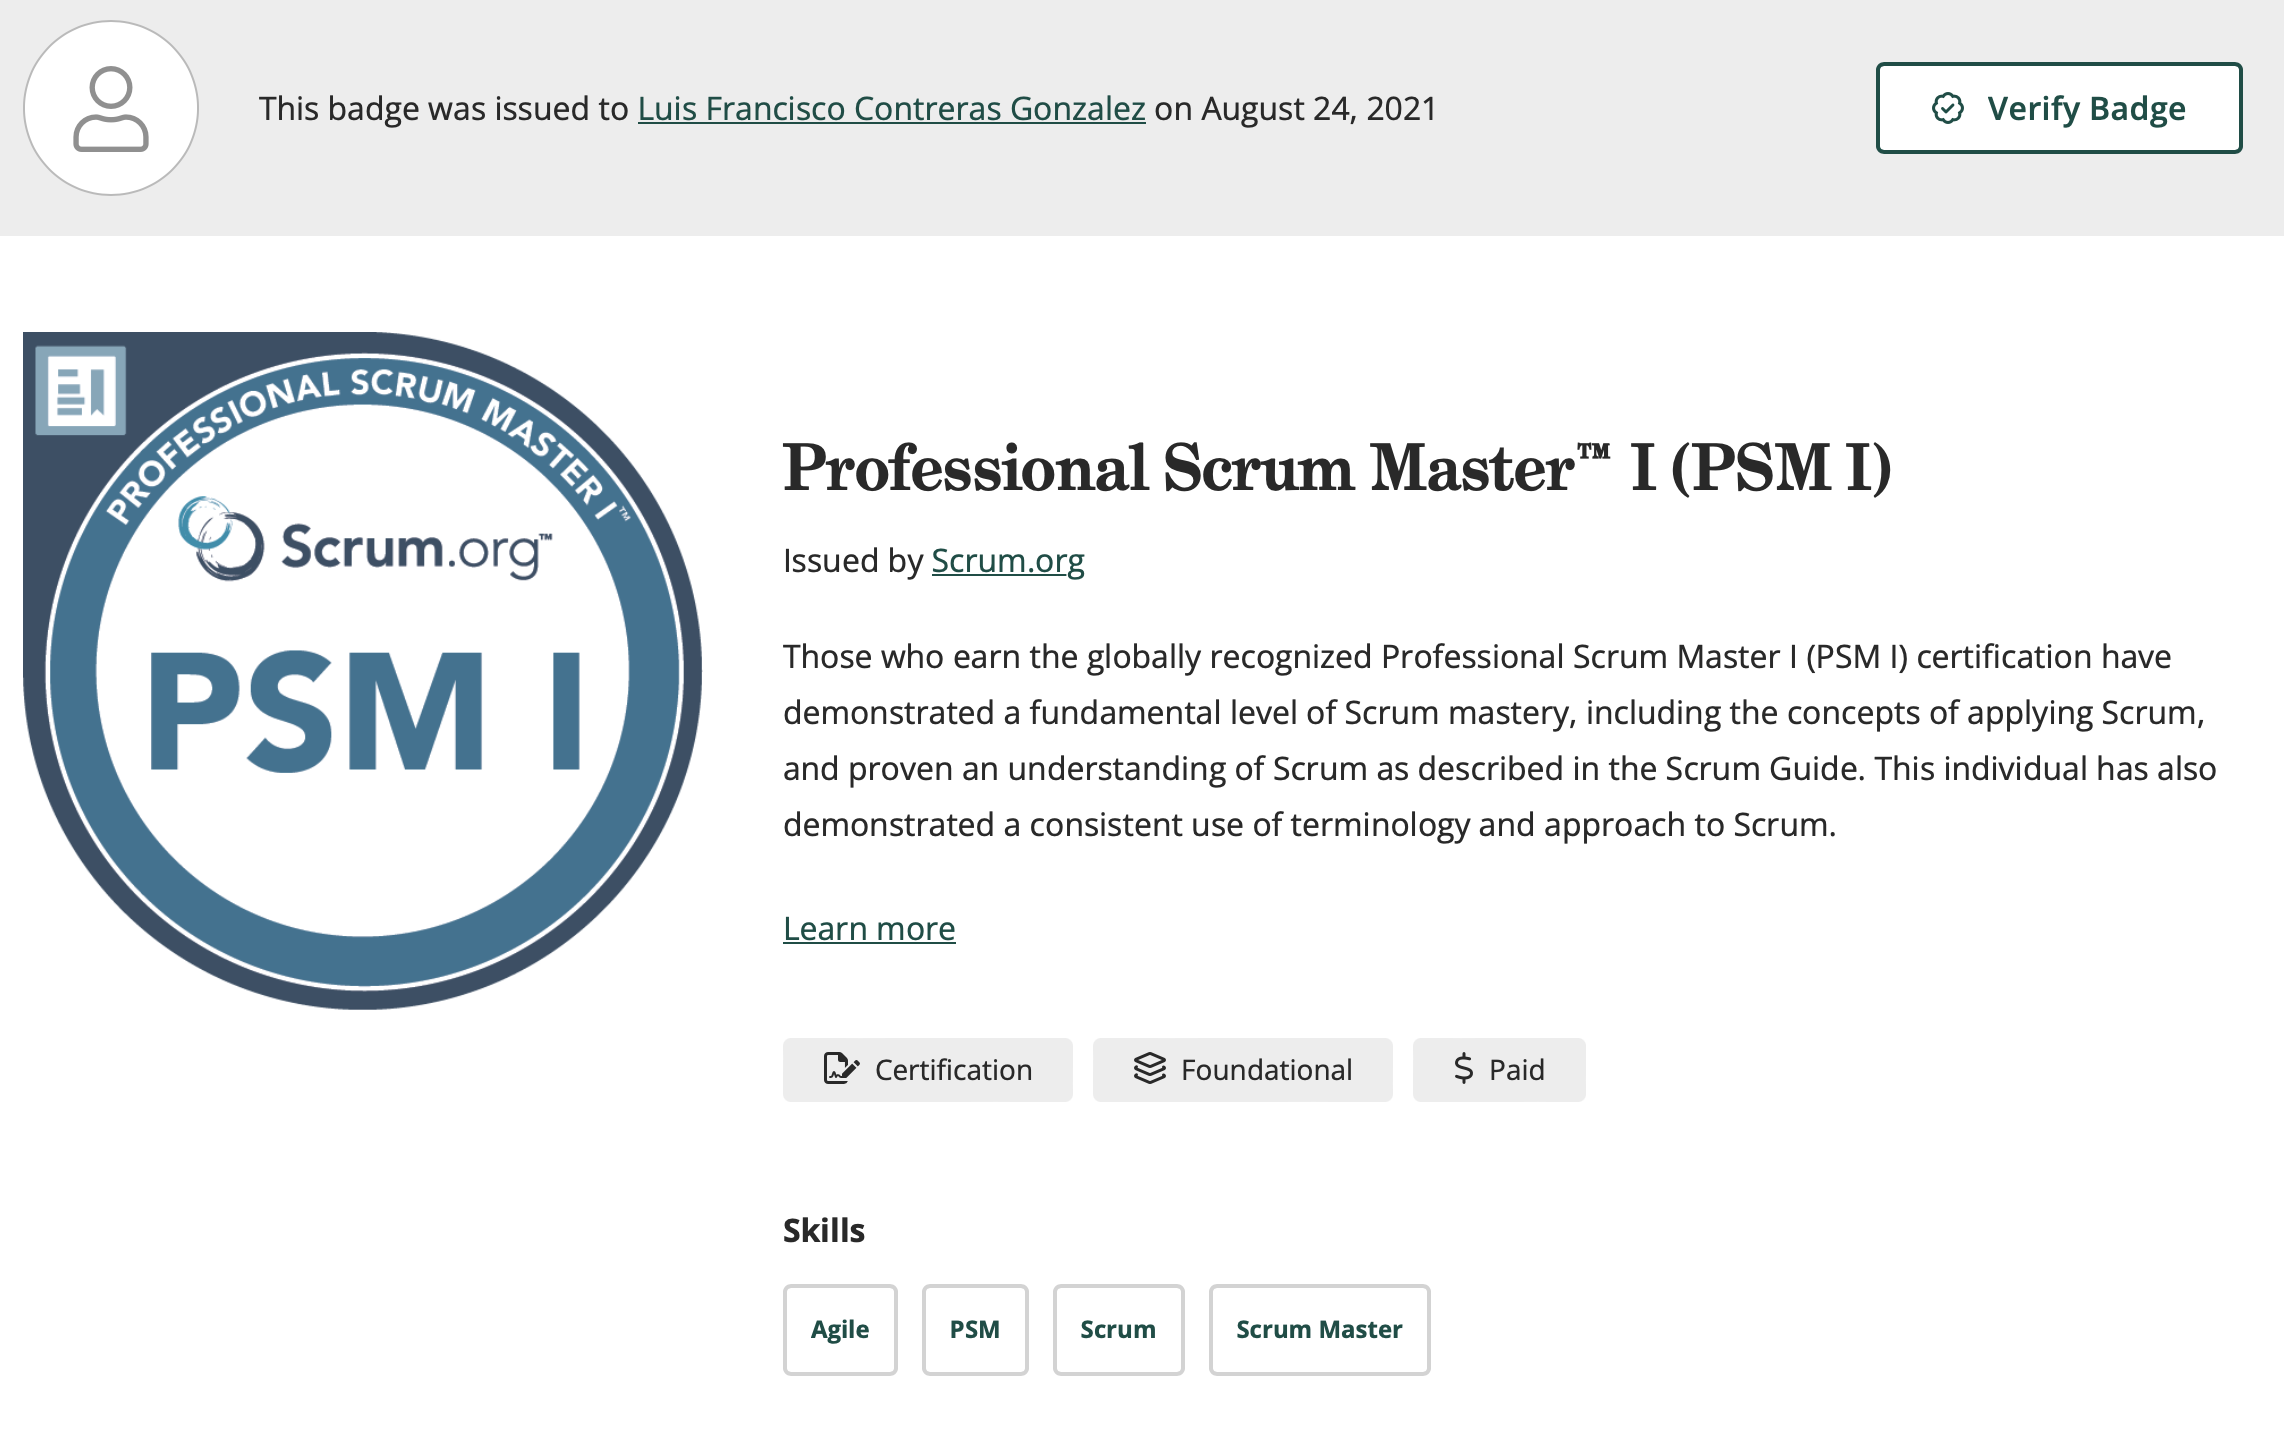 This badge was issued to Luis Francisco Contreras Gonzalez on August 24, 2021
Verify Badge
PROFESSIONAL SCRUM MASTER I™
Scrum.org™
PSM I
Professional Scrum Master™ I (PSM I)
Issued by Scrum.org
Those who earn the globally recognized Professional Scrum Master I (PSM I) certification have
demonstrated a fundamental level of Scrum mastery, including the concepts of applying Scrum,
and proven an understanding of Scrum as described in the Scrum Guide. This individual has also
demonstrated a consistent use of terminology and approach to Scrum.
Learn more
Certification
Foundational
$ Paid
Skills
Agile
PSM
Scrum
Scrum Master